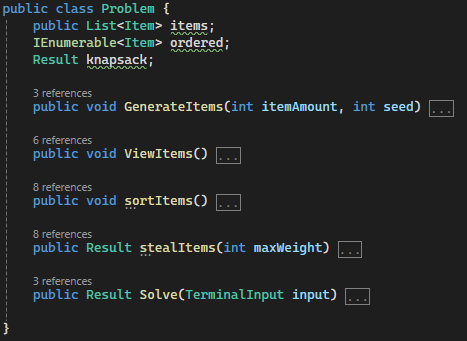 public class Problem {
public List<Item> items;
IEnumerable<Item> ordered;
Result knapsack;
3 references
public void GenerateItems(int itemAmount, int seed) ...
6 references
public void ViewItems() ...
8 references
public void sortItems() ...
8 references
public Result stealItems(int maxWeight) ...
3 references
public Result Solve(TerminalInput input) ...
}